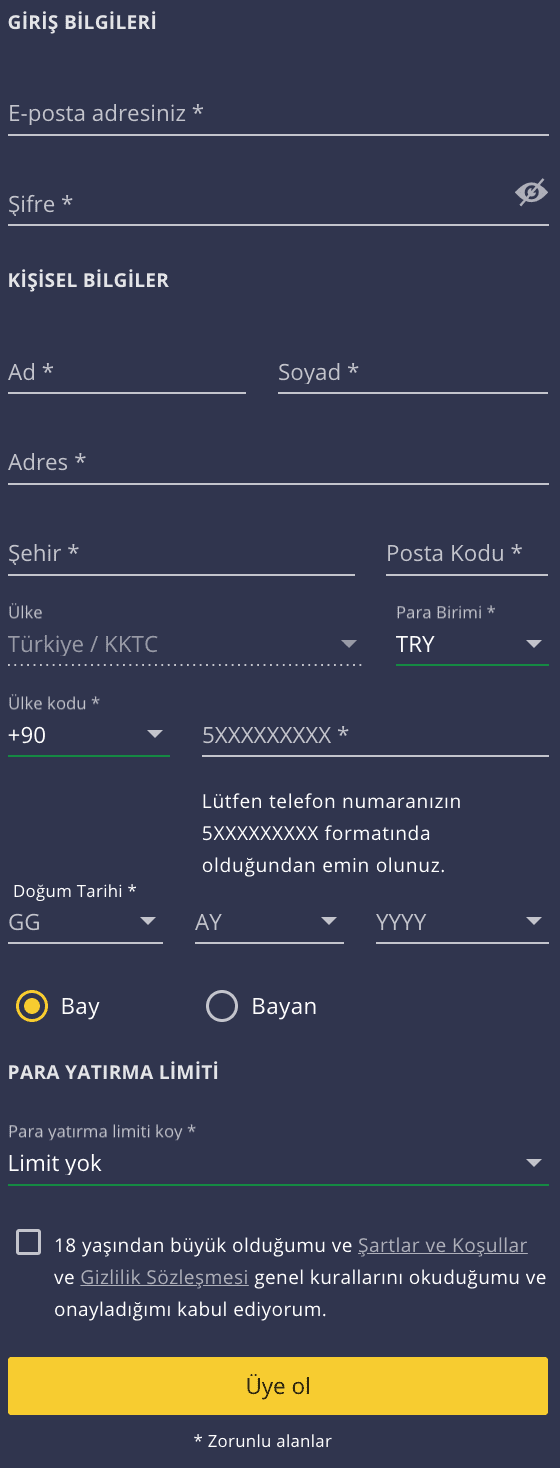 GİRİŞ BİLGİLERİ
E-posta adresiniz *
Şifre *
KİŞİSEL BİLGİLER
Ad * Soyad *
Adres *
Şehir * Posta Kodu *
Ülke Para Birimi *
Türkiye / KKTC TRY
Ülke kodu *
+90 5XXXXXXXXX *
Lütfen telefon numaranızın
5XXXXXXXXX formatında
olduğundan emin olunuz.
Doğum Tarihi *
GG AY YYYY
Bay Bayan
PARA YATIRMA LİMİTİ
Para yatırma limiti koy *
Limit yok
18 yaşından büyük olduğumu ve Şartlar ve Koşullar
ve Gizlilik Sözleşmesi genel kurallarını okuduğumu ve
onayladığımı kabul ediyorum.
Üye ol
* Zorunlu alanlar